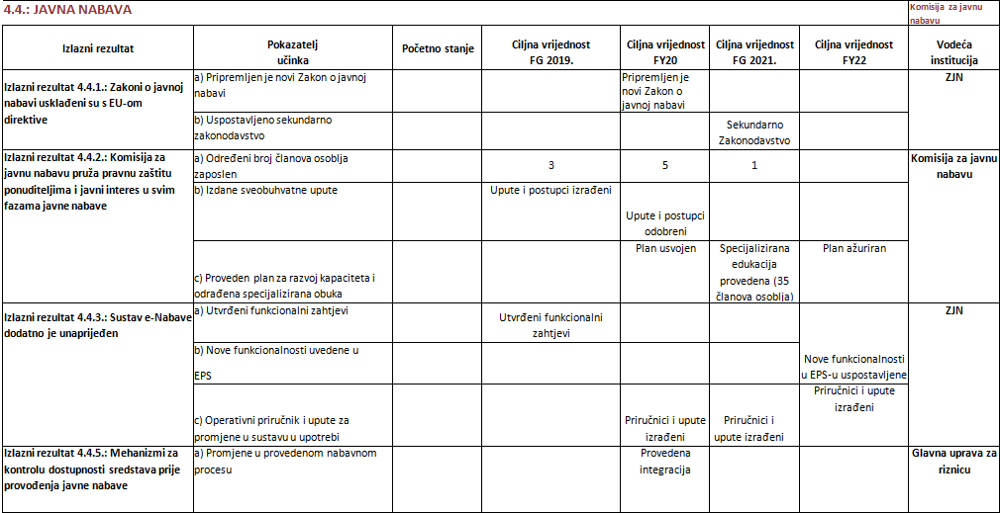 4.4.: JAVNA NABAVA
Komisija za javnu
nabavu
Izlazni rezultat
Pokazatelj
učinka
Početno stanje
Ciljna vrijednost
FG 2019.
Ciljna vrijednost
FY20
Ciljna vrijednost
FG 2021.
Ciljna vrijednost
FY22
Vodeća
institucija
Izlazni rezultat 4.4.1.: Zakoni o javnoj
nabavi usklađeni su s EU-om
direktive
a) Pripremljen je novi Zakon o javnoj
nabavi
Pripremljen je
novi Zakon o
javnoj nabavi
ZJN
b) Uspostavljeno sekundarno
zakonodavstvo
Sekundarno
Zakonodavstvo
Izlazni rezultat 4.4.2.: Komisija za
javnu nabavu pruža pravnu zaštitu
ponuditeljima i javni interes u svim
fazama javne nabave
a) Određeni broj članova osoblja
zaposlen
3
5
1
Komisija za javnu
nabavu
b) Izdane sveobuhvatne upute
Upute i postupci izrađeni
Upute i postupci
odobreni
c) Proveden plan za razvoj kapaciteta i
odrađena specijalizirana obuka
Plan usvojen
Specijalizirana
edukacija
provedena (35
članova osoblja)
Plan ažuriran
Izlazni rezultat 4.4.3.: Sustav e-Nabave
dodatno je unaprijeđen
a) Utvrđeni funkcionalni zahtjevi
Utvrđeni funkcionalni
zahtjevi
ZJN
b) Nove funkcionalnosti uvedene u
EPS
Nove funkcionalnosti
u EPS-u uspostavljene
c) Operativni priručnik i upute za
promjene u sustavu u upotrebi
Priručnici i upute
izrađeni
Priručnici i
upute izrađeni
Priručnici i upute
izrađeni
Izlazni rezultat 4.4.5.: Mehanizmi za
kontrolu dostupnosti sredstava prije
provođenja javne nabave
a) Promjene u provedenom nabavnom
procesu
Provedena
integracija
Glavna uprava za
riznicu